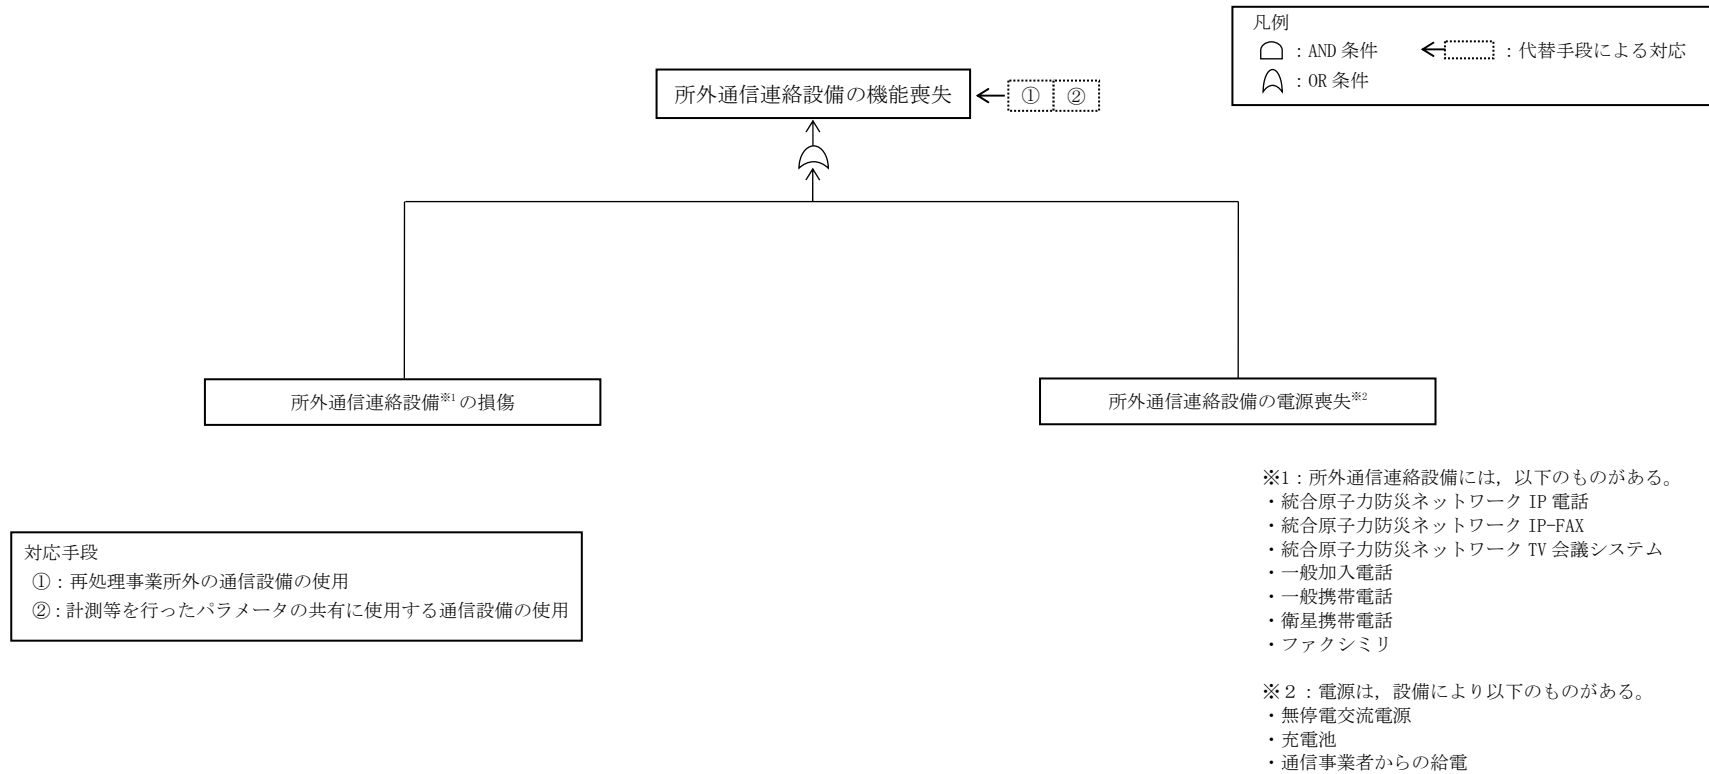 凡例
：AND 条件
：代替手段による対応
：OR 条件
所外通信連絡設備の機能喪失
① ②
所外通信連絡設備※1の損傷
所外通信連絡設備の電源喪失※2
※1：所外通信連絡設備には，以下のものがある。
・統合原子力防災ネットワーク IP 電話
・統合原子力防災ネットワーク IP-FAX
・統合原子力防災ネットワーク TV 会議システム
・一般加入電話
・一般携帯電話
・衛星携帯電話
・ファクシミリ
※２：電源は，設備により以下のものがある。
・無停電交流電源
・充電池
・通信事業者からの給電
対応手段
①：再処理事業所外の通信設備の使用
②：計測等を行ったパラメータの共有に使用する通信設備の使用